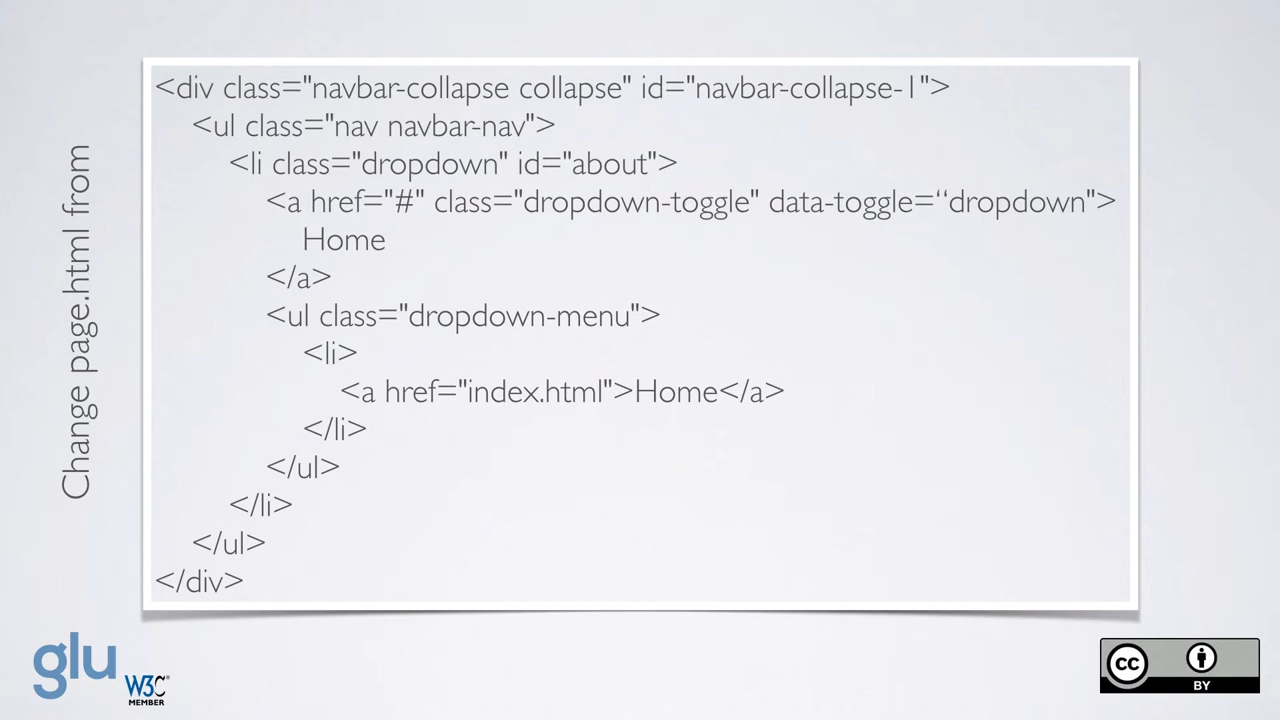 Change page.html from
<div class="navbar-collapse collapse" id="navbar-collapse-1">
<ul class="nav navbar-nav">
<li class="dropdown" id="about">
<a href="#" class="dropdown-toggle" data-toggle=“dropdown">
Home
</a>
<ul class="dropdown-menu">
<li>
<a href="index.html">Home</a>
</li>
</ul>
</li>
</ul>
</div>
glu
W3C®
MEMBER
cc
BY